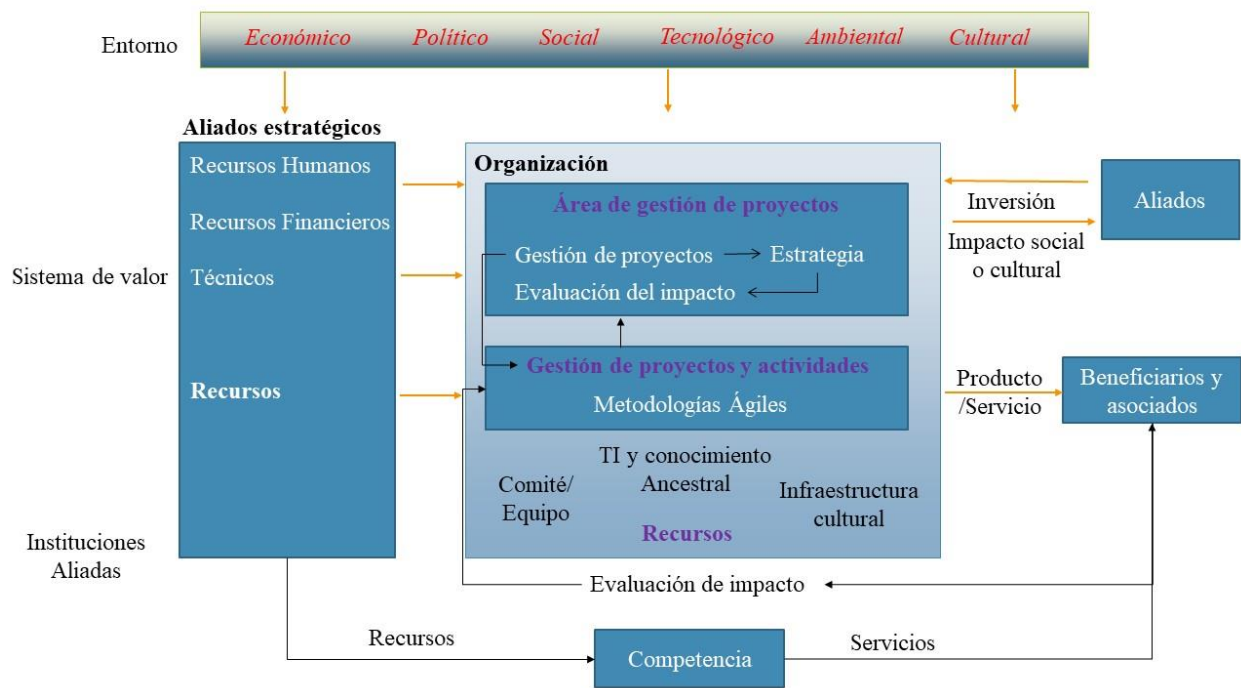 Entorno
Económico Político Social Tecnológico Ambiental Cultural
Aliados estratégicos
Recursos Humanos
Recursos Financieros
Sistema de valor
Técnicos
Recursos
Instituciones
Aliadas
Organización
Área de gestión de proyectos
Gestión de proyectos
Estrategia
Evaluación del impacto
Gestión de proyectos y actividades
Metodologías Ágiles
TI y conocimiento
Ancestral
Comité/
Equipo
Infraestructura
cultural
Recursos
Inversión
Impacto social
o cultural
Aliados
Producto
/Servicio
Beneficiarios y
asociados
Evaluación de impacto
Recursos
Competencia
Servicios